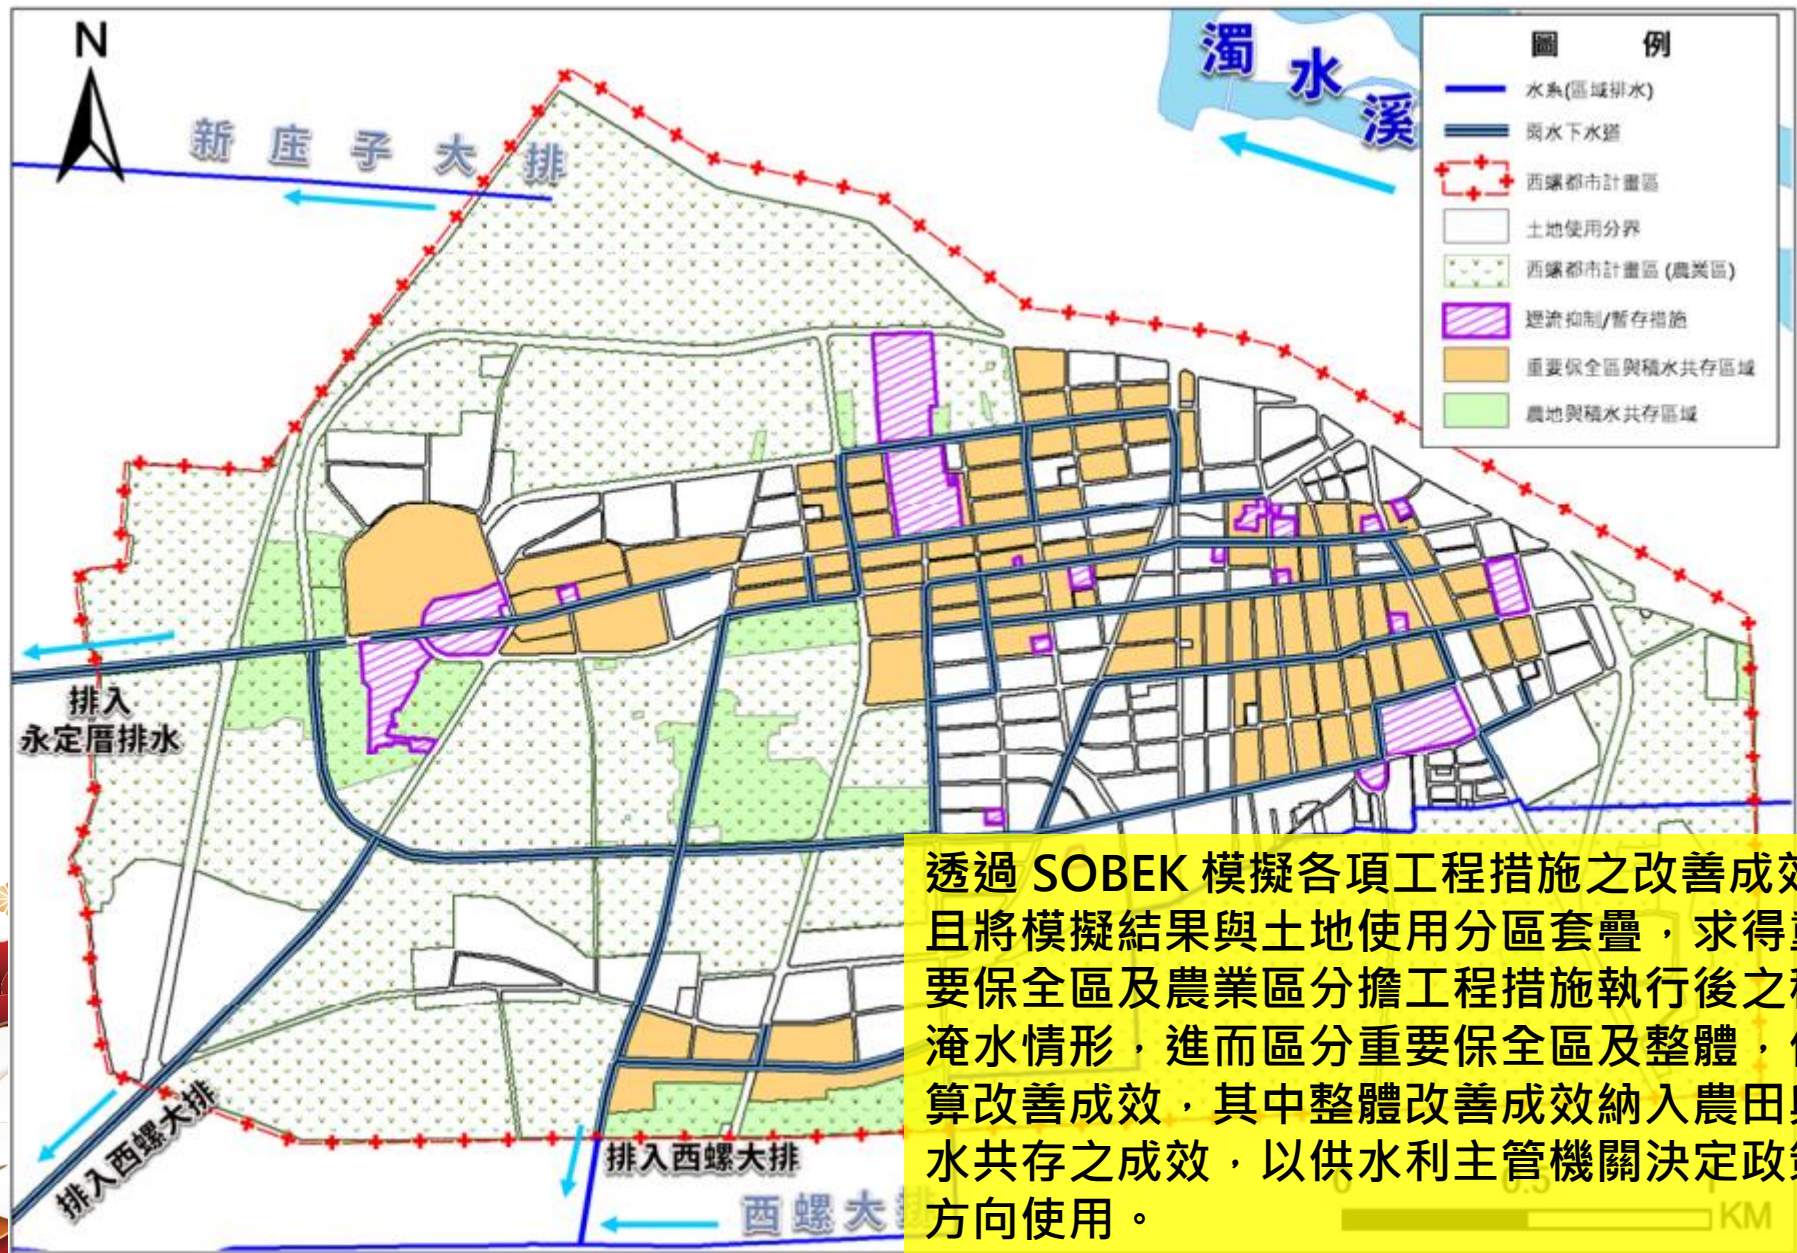 N
濁水溪
新庄子大排
圖 例
水系(區域排水)
雨水下水道
西螺都市計畫區
土地使用分界
西螺都市計畫區(農業區)
逕流抑制/暫存措施
重要保全區與積水共存區域
農地與積水共存區域
排入
永定厝排水
排入西螺大排
排入西螺大排
西螺大排
透過 SOBEK 模擬各項工程措施之改善成效
且將模擬結果與土地使用分區套疊，求得重
要保全區及農業區分擔工程措施執行後之
淹水情形，進而區分重要保全區及整體，
算改善成效，其中整體改善成效納入農田與
水共存之成效，以供水利主管機關決定政策
方向使用。
0 0.5 1
KM